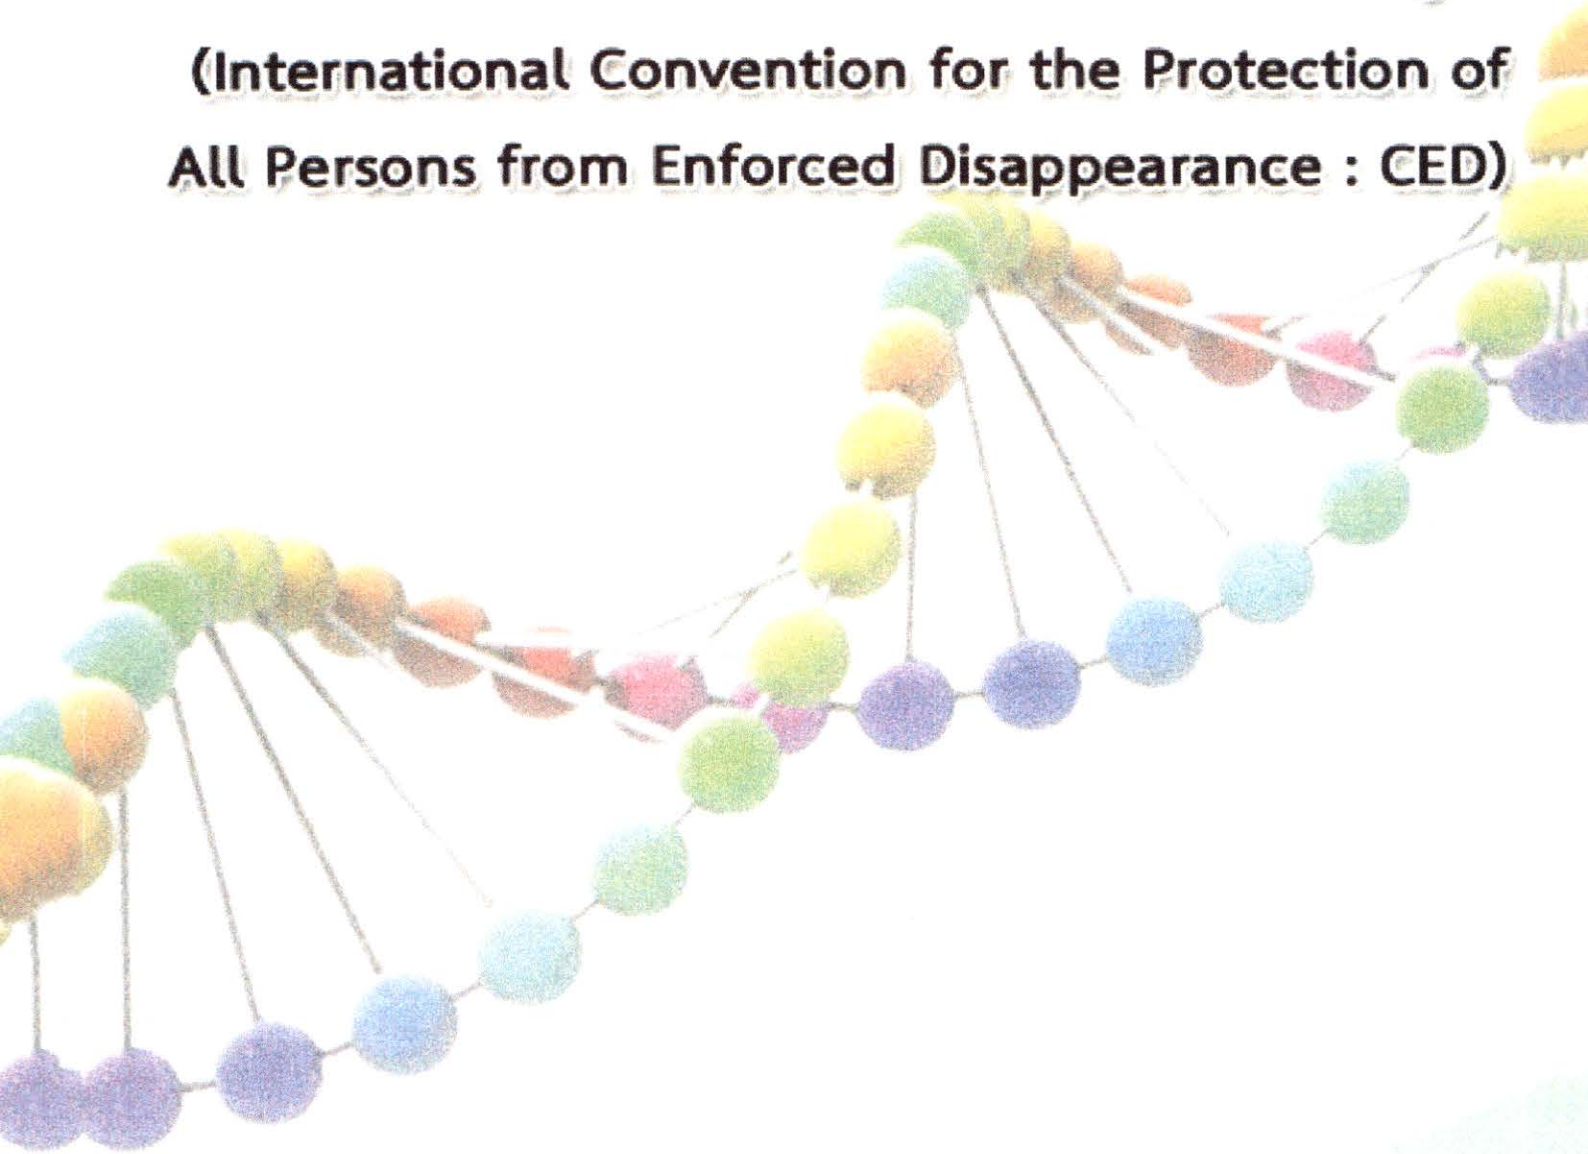 (International Convention for the Protection of
All Persons from Enforced Disappearance : CED)